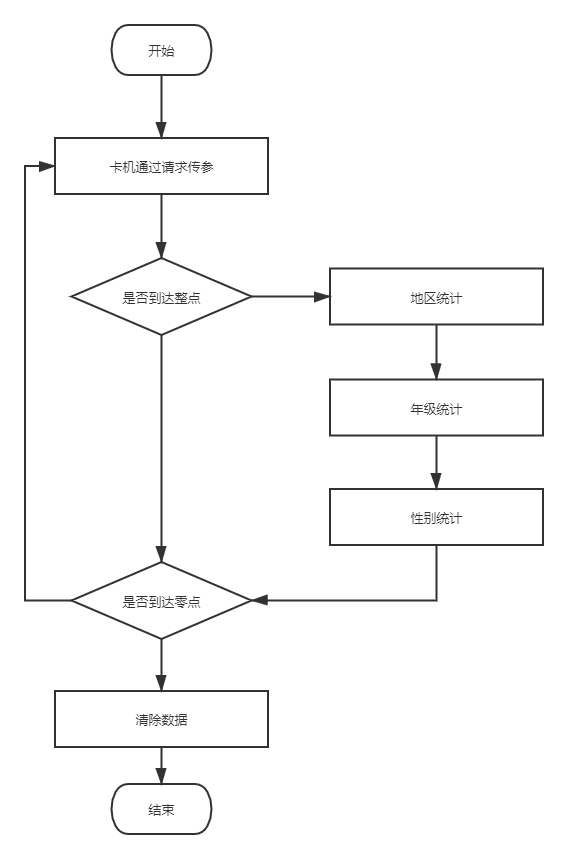 开始
卡机通过请求传参
是否到达整点
地区统计
年级统计
性别统计
是否到达零点
清除数据
结束